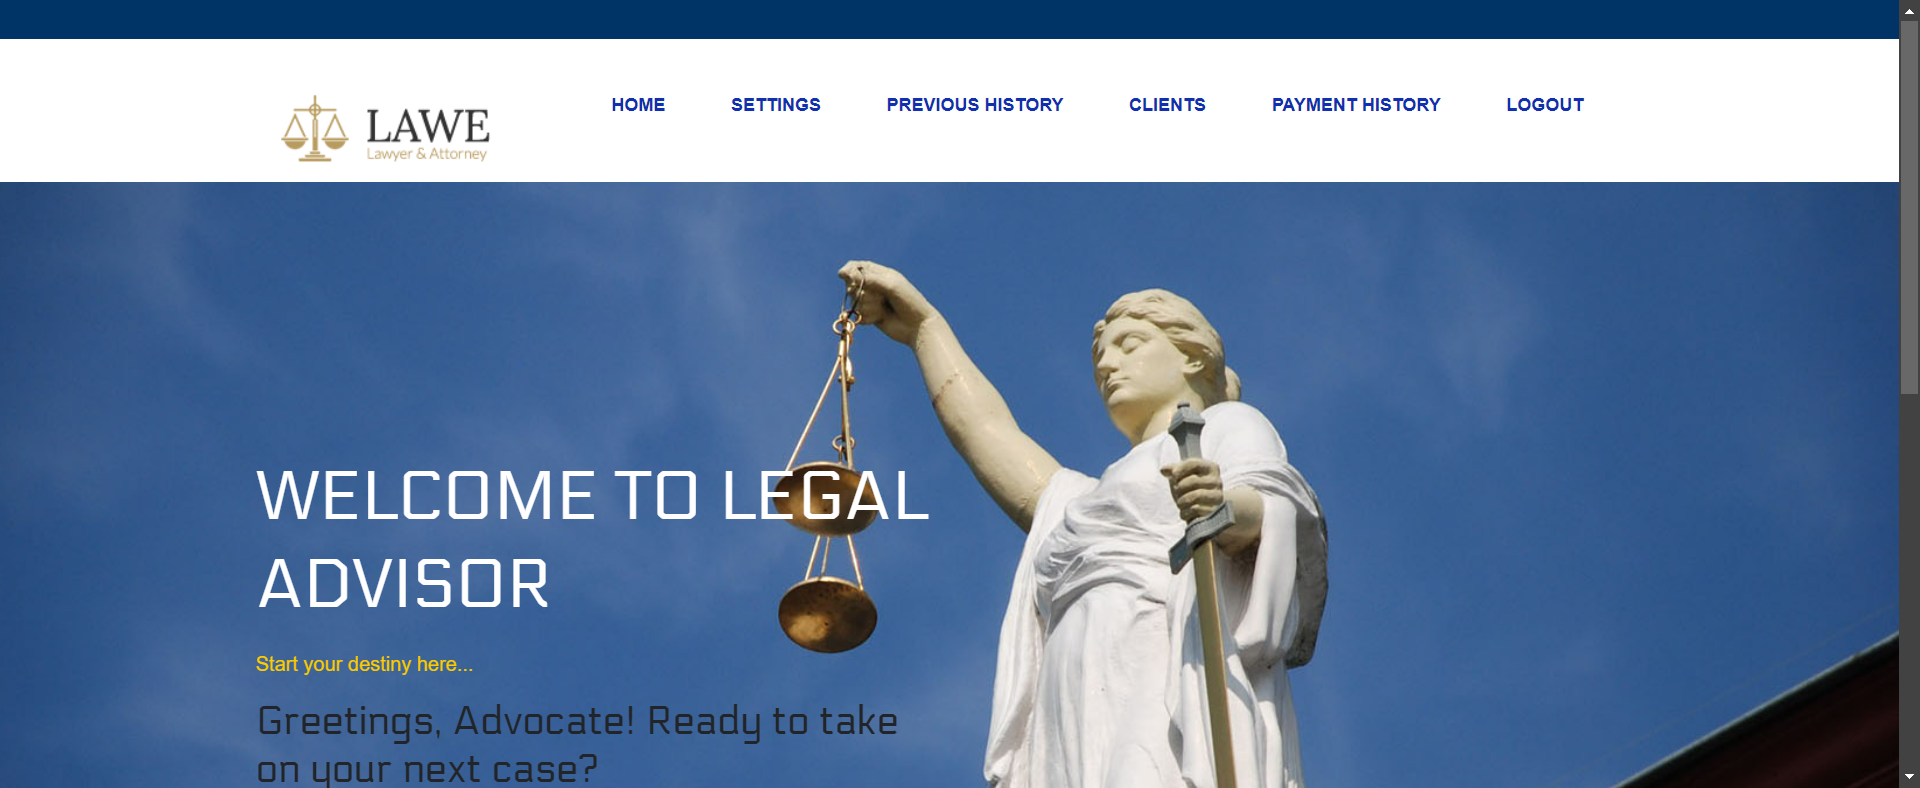 LAWE
Lawyer & Attorney
HOME SETTINGS PREVIOUS HISTORY CLIENTS PAYMENT HISTORY LOGOUT
WELCOME TO LEGAL
ADVISOR
Start your destiny here...
Greetings, Advocate! Ready to take
on your next case?